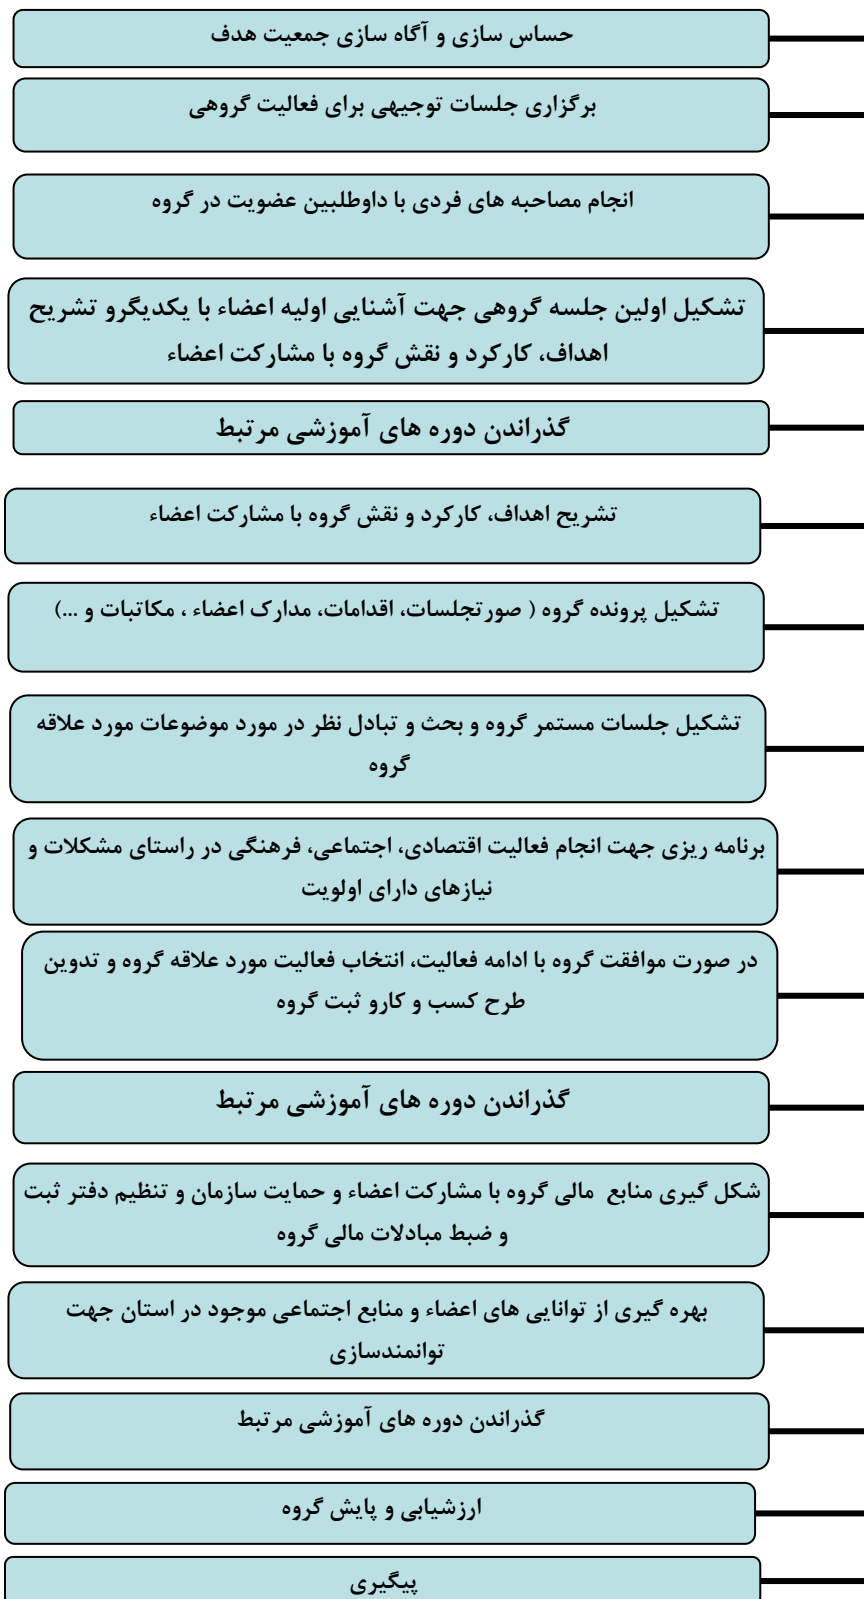 حساس سازی و آگاه سازی جمعیت هدف
برگزاری جلسات توجیهی برای فعالیت گروهی
انجام مصاحبه های فردی با داوطلبین عضویت در گروه
تشکیل اولین جلسه گروهی جهت آشنایی اولیه اعضاء با یکدیگرو تشریح
اهداف، کارکرد و نقش گروه با مشارکت اعضاء
گذراندن دوره های آموزشی مرتبط
تشریح اهداف، کارکرد و نقش گروه با مشارکت اعضاء
تشکیل پرونده گروه ( صورتجلسات، اقدامات، مدارک اعضاء ، مکاتبات و ...)
تشکیل جلسات مستمر گروه و بحث و تبادل نظر در مورد موضوعات مورد علاقه
گروه
برنامه ریزی جهت انجام فعالیت اقتصادی، اجتماعی، فرهنگی در راستای مشکلات و
نیازهای دارای اولویت
در صورت موافقت گروه با ادامه فعالیت، انتخاب فعالیت مورد علاقه گروه و تدوین
طرح کسب و کارو ثبت گروه
گذراندن دوره های آموزشی مرتبط
شکل گیری منابع  مالی گروه با مشارکت اعضاء و حمایت سازمان و تنظیم دفتر ثبت
و ضبط مبادلات مالی گروه
بهره گیری از توانایی های اعضاء و منابع اجتماعی موجود در استان جهت
توانمندسازی
گذراندن دوره های آموزشی مرتبط
ارزشیابی و پایش گروه
پیگیری